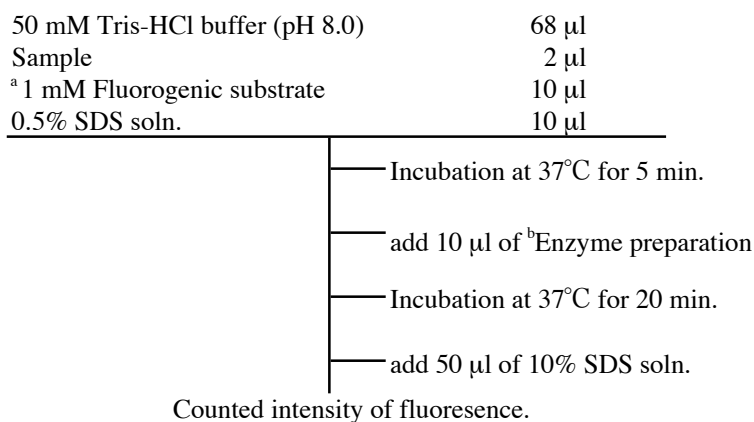 50 mM Tris-HCl buffer (pH 8.0) 68 μl
Sample 2 μl
a 1 mM Fluorogenic substrate 10 μl
0.5% SDS soln. 10 μl
Incubation at 37°C for 5 min.
add 10 μl of bEnzyme preparation
Incubation at 37°C for 20 min.
add 50 μl of 10% SDS soln.
Counted intensity of fluoresence.